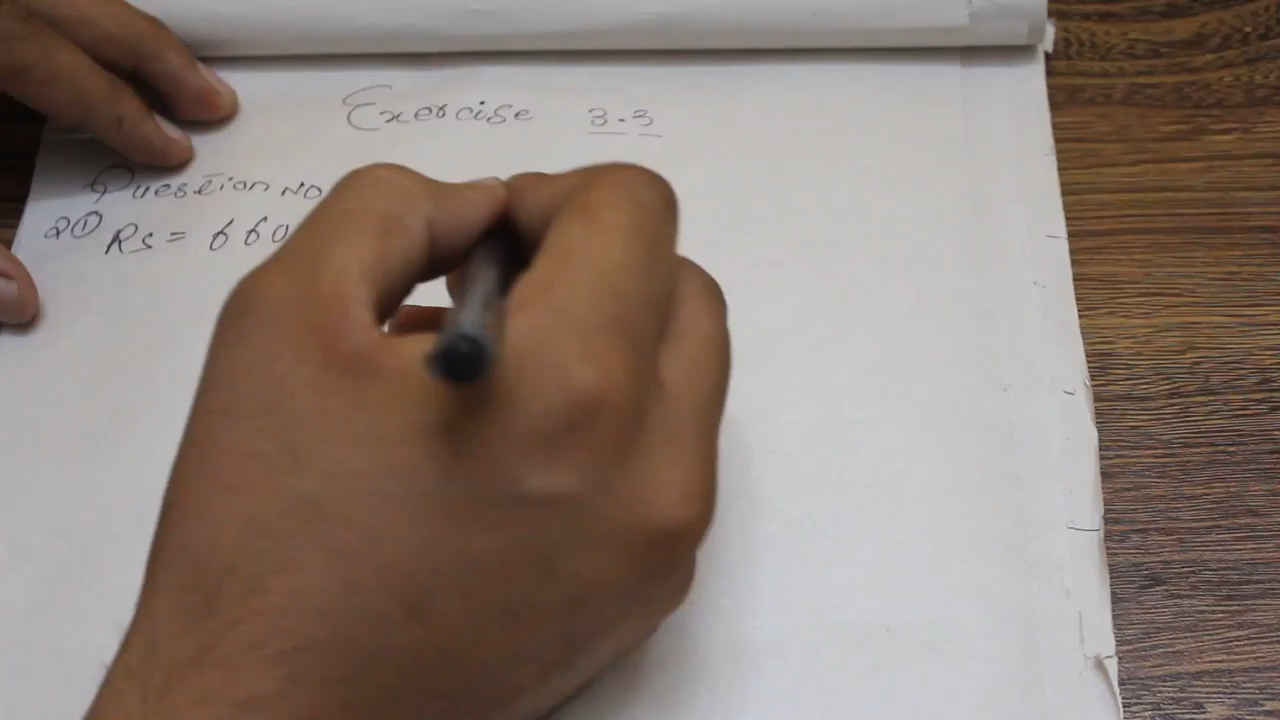 Exercise 3.3
Question NO
2① Rs = 660